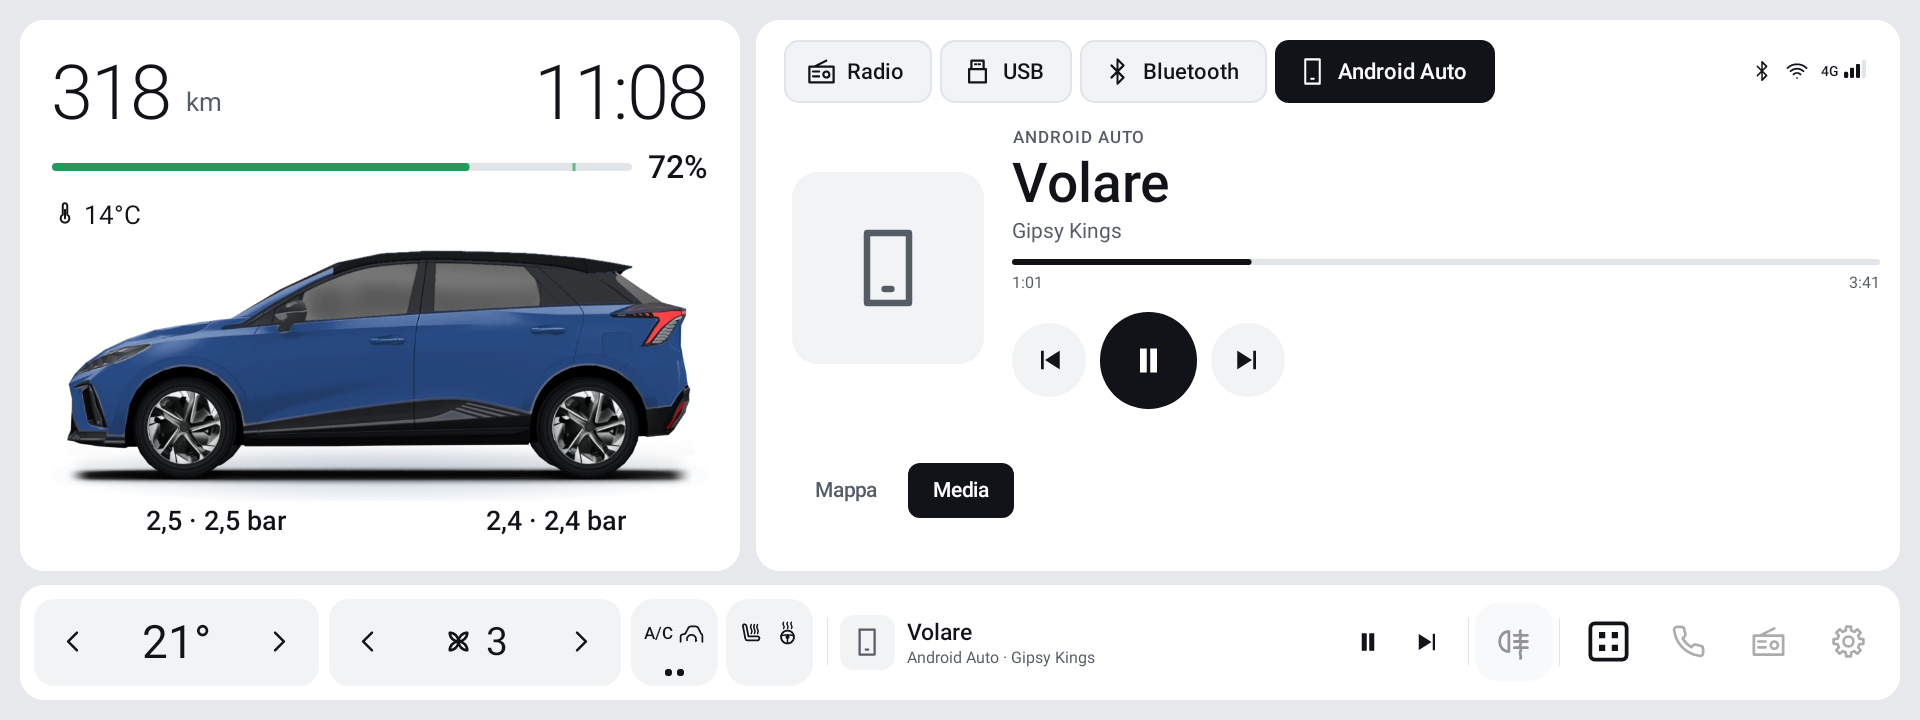 318 km
11:08
72%
14°C
2,5 · 2,5 bar
2,4 · 2,4 bar
Radio
USB
Bluetooth
Android Auto
4G
ANDROID AUTO
Volare
Gipsy Kings
1:01
3:41
Mappa
Media
21°
3
A/C
Volare
Android Auto · Gipsy Kings